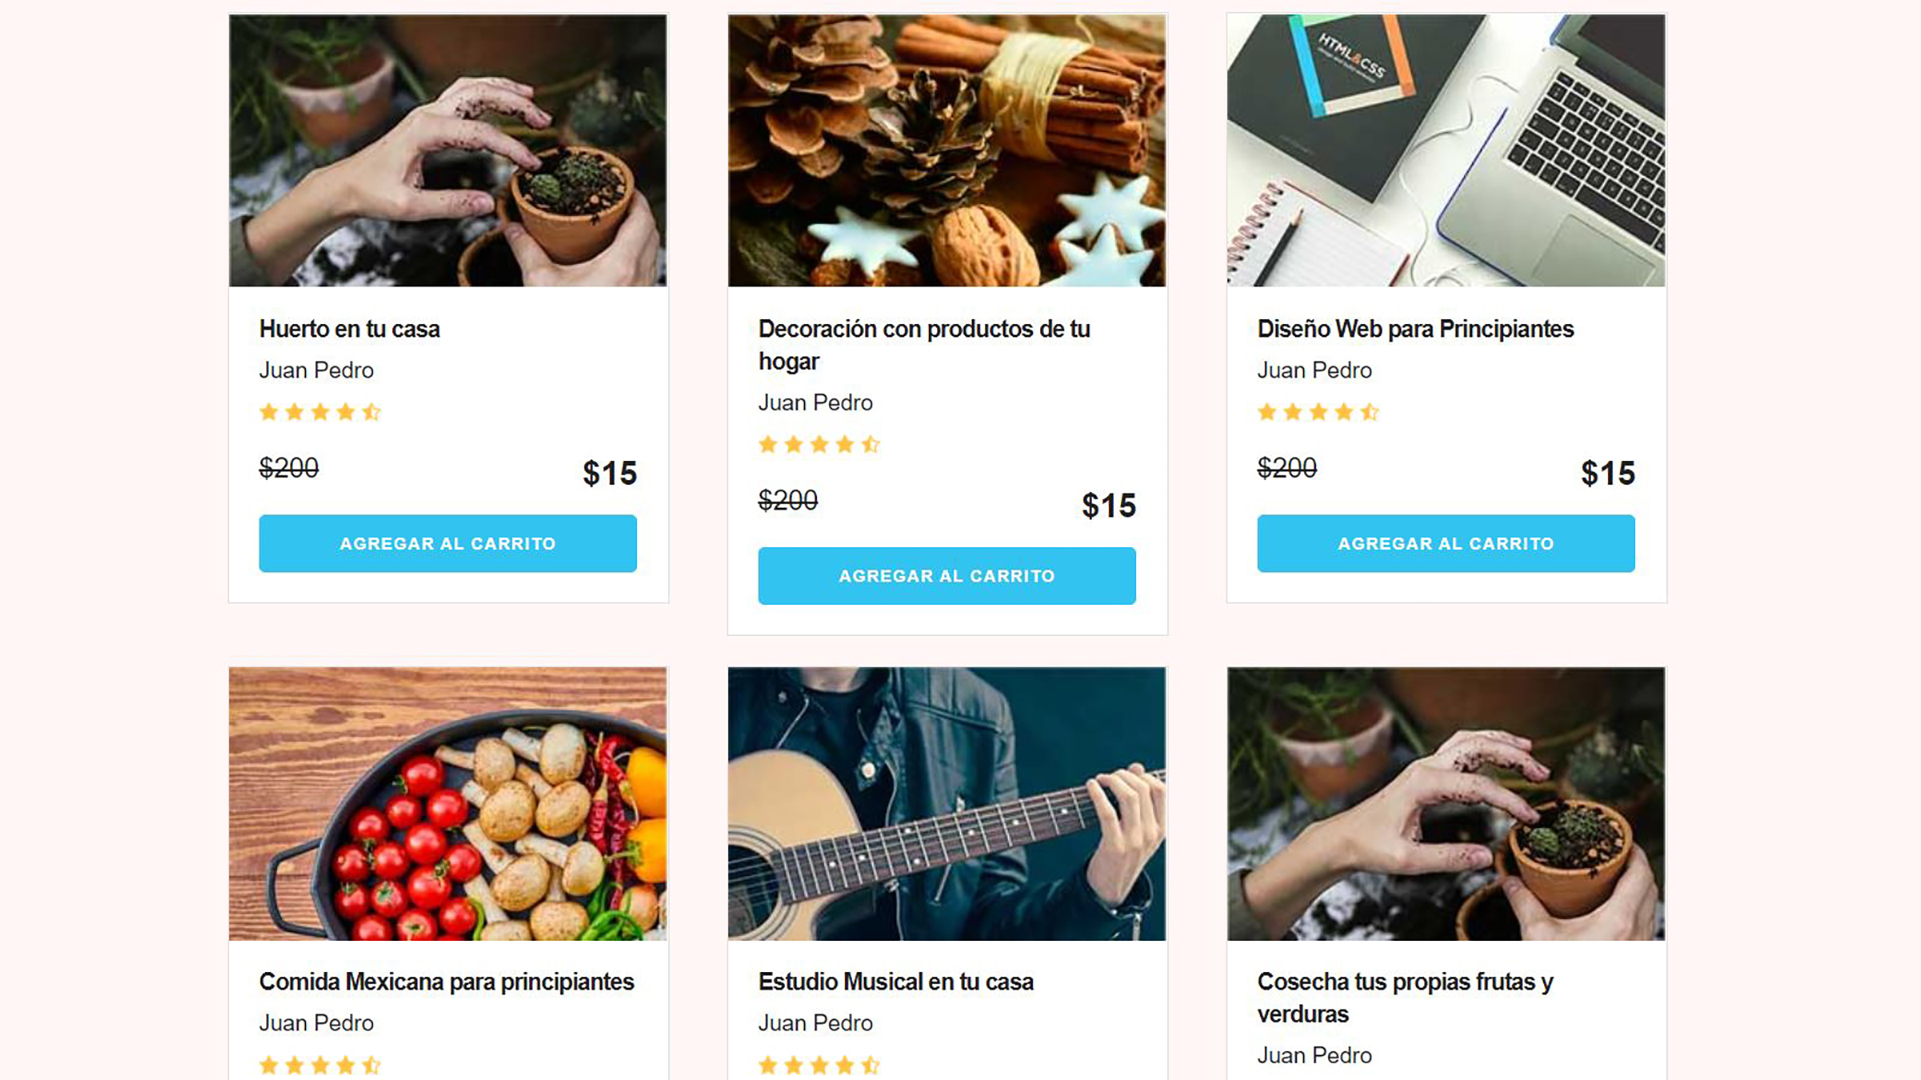 HTML&CSS
Huerto en tu casa
Juan Pedro
$200
$15
AGREGAR AL CARRITO
Decoración con productos de tu
hogar
Juan Pedro
$200
$15
AGREGAR AL CARRITO
Diseño Web para Principiantes
Juan Pedro
$200
$15
AGREGAR AL CARRITO
Comida Mexicana para principiantes
Juan Pedro
Estudio Musical en tu casa
Juan Pedro
Cosecha tus propias frutas y
verduras
Juan Pedro